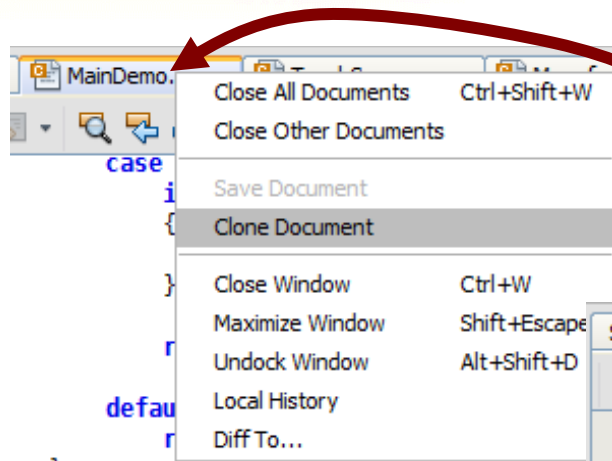 MainDemo.
Close All Documents Ctrl+Shift+W
Close Other Documents
Save Document
Clone Document
Close Window Ctrl+W
Maximize Window Shift+Escape
Undock Window Alt+Shift+D
Local History
Diff To...
case
i
{
}
r
defau
r